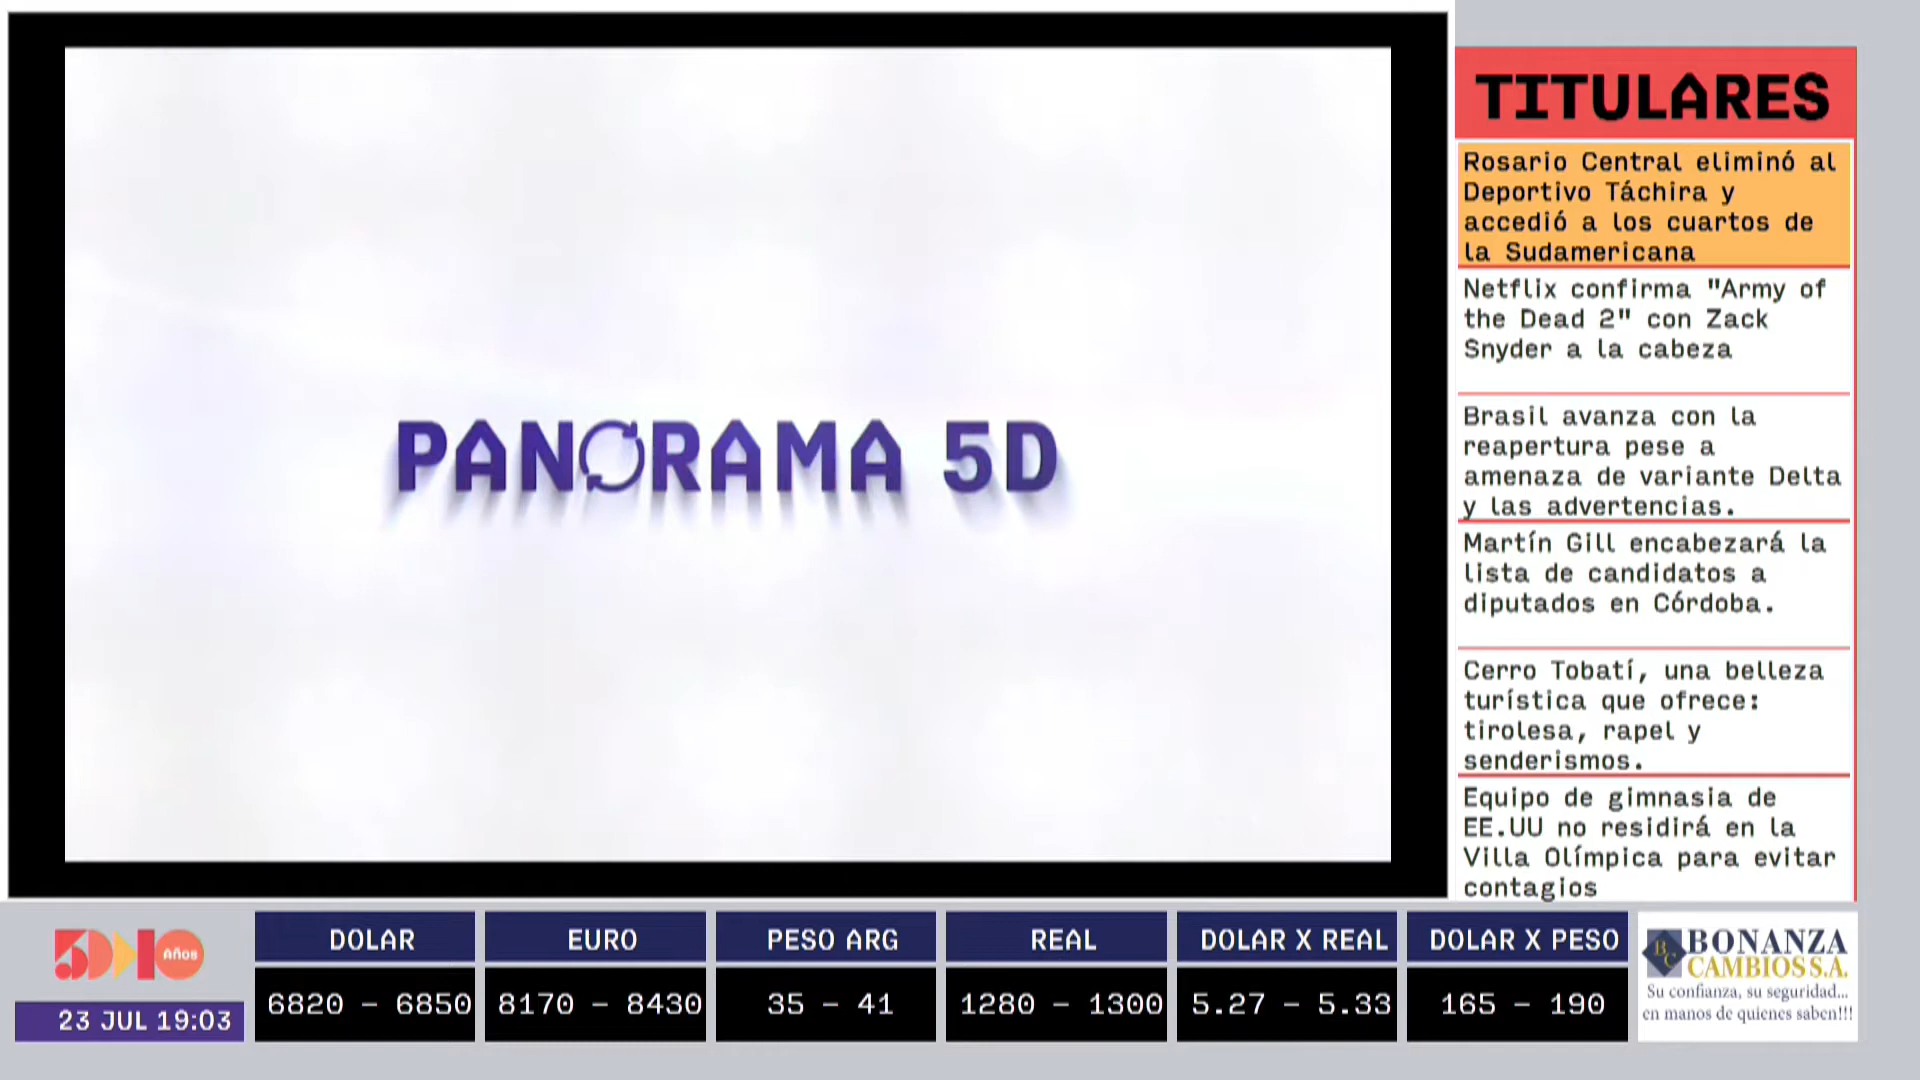 PANORAMA 5D
TITULARES
Rosario Central eliminó al
Deportivo Táchira y
accedió a los cuartos de
la Sudamericana
Netflix confirma "Army of
the Dead 2" con Zack
Snyder a la cabeza
Brasil avanza con la
reapertura pese a
amenaza de variante Delta
y las advertencias.
Martín Gill encabezará la
lista de candidatos a
diputados en Córdoba.
Cerro Tobatí, una belleza
turística que ofrece:
tirolesa, rapel y
senderismos.
Equipo de gimnasia de
EE.UU no residirá en la
Villa Olímpica para evitar
contagios
5D 10 Años
23 JUL 19:03
DOLAR
6820 - 6850
EURO
8170 - 8430
PESO ARG
35 - 41
REAL
1280 - 1300
DOLAR X REAL
5.27 - 5.33
DOLAR X PESO
165 - 190
BC BONANZA
CAMBIOS S.A.
Su confianza, su seguridad...
en manos de quienes saben!!!